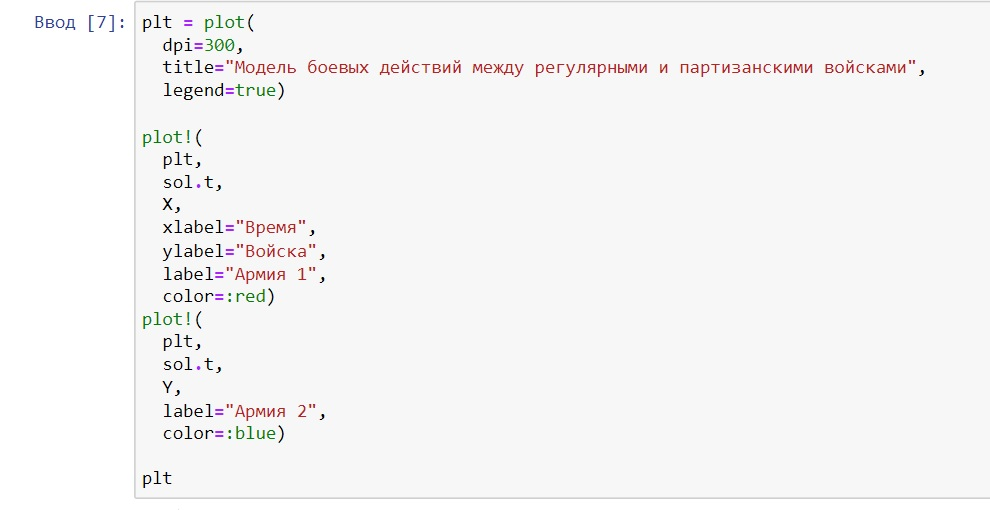 Ввод [7]: plt = plot(
dpi=300,
title="Модель боевых действий между регулярными и партизанскими войсками",
legend=true)
plot!(
plt,
sol.t,
X,
xlabel="Время",
ylabel="Войска",
label="Армия 1",
color=:red)
plot!(
plt,
sol.t,
Y,
label="Армия 2",
color=:blue)
plt